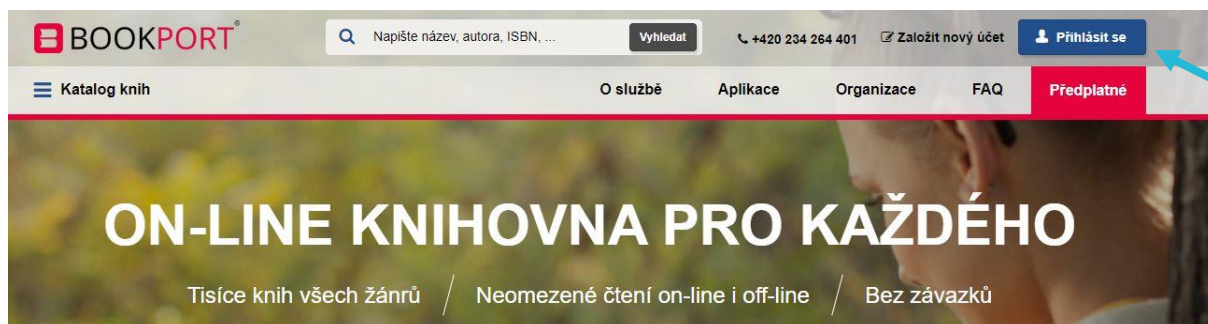 BOOKPORT®
Napište název, autora, ISBN, ...
Vyhledat
+420 234 264 401
Založit nový účet
Přihlásit se
Katalog knih
O službě
Aplikace
Organizace
FAQ
Předplatné
ON-LINE KNIHOVNA PRO KAŽDÉHO
Tisíce knih všech žánrů / Neomezené čtení on-line i off-line / Bez závazků